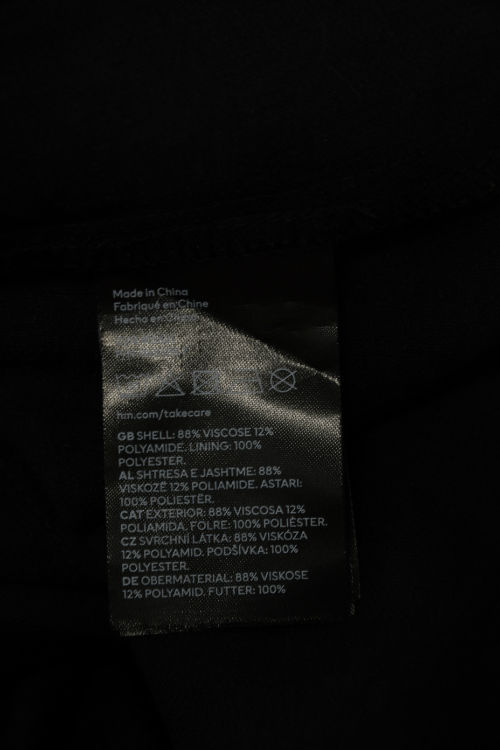 Made in China
Fabriqué en Chine
Hecho en
hm.com/takecare
GB SHELL: 88% VISCOSE 12%
POLYAMIDE. LINING: 100%
POLYESTER.
AL SHTRESA E JASHTME: 88%
VISKOZË 12% POLIAMIDE. ASTARI:
100% POLIESTËR.
CAT EXTERIOR: 88% VISCOSA 12%
POLIAMIDA. FOLRE: 100% POLIÈSTER.
CZ SVRCHNÍ LÁTKA: 88% VISKÓZA
12% POLYAMID. PODŠÍVKA: 100%
POLYESTER.
DE OBERMATERIAL: 88% VISKOSE
12% POLYAMID. FUTTER: 100%